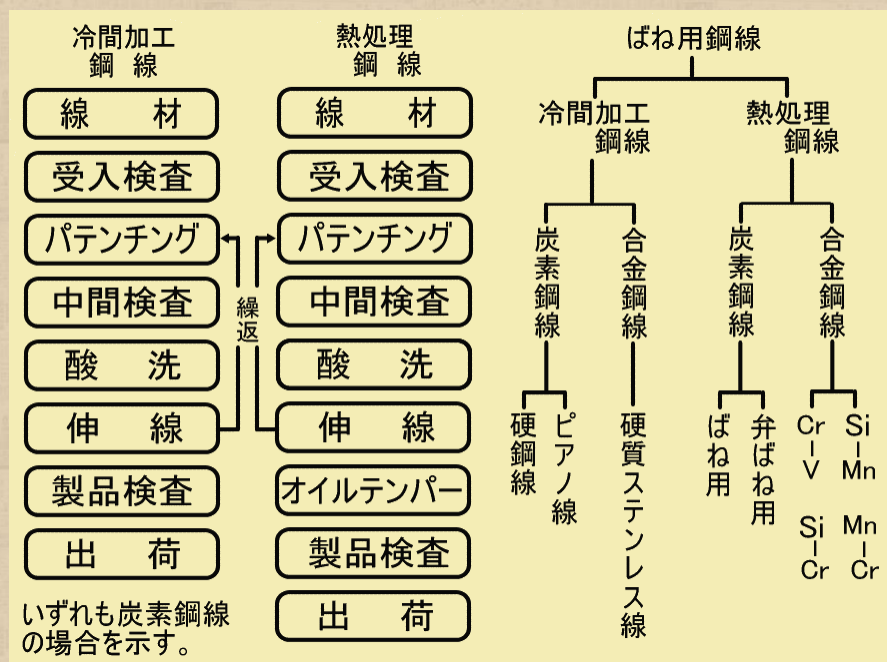 冷間加工
鋼 線
線 材
受入検査
パテンチング
中間検査
酸 洗
伸 線
製品検査
出 荷
いずれも炭素鋼線
の場合を示す。
繰返
熱処理
鋼 線
線 材
受入検査
パテンチング
中間検査
酸 洗
伸 線
オイルテンパー
製品検査
出 荷
ばね用鋼線
冷間加工
鋼線
熱処理
鋼線
炭素鋼線
合金鋼線
炭素鋼線
合金鋼線
硬鋼線
ピアノ線
硬質ステンレス線
ばね用
弁ばね用
Cr-V
Si-Mn
Si-Cr
Mn-Cr